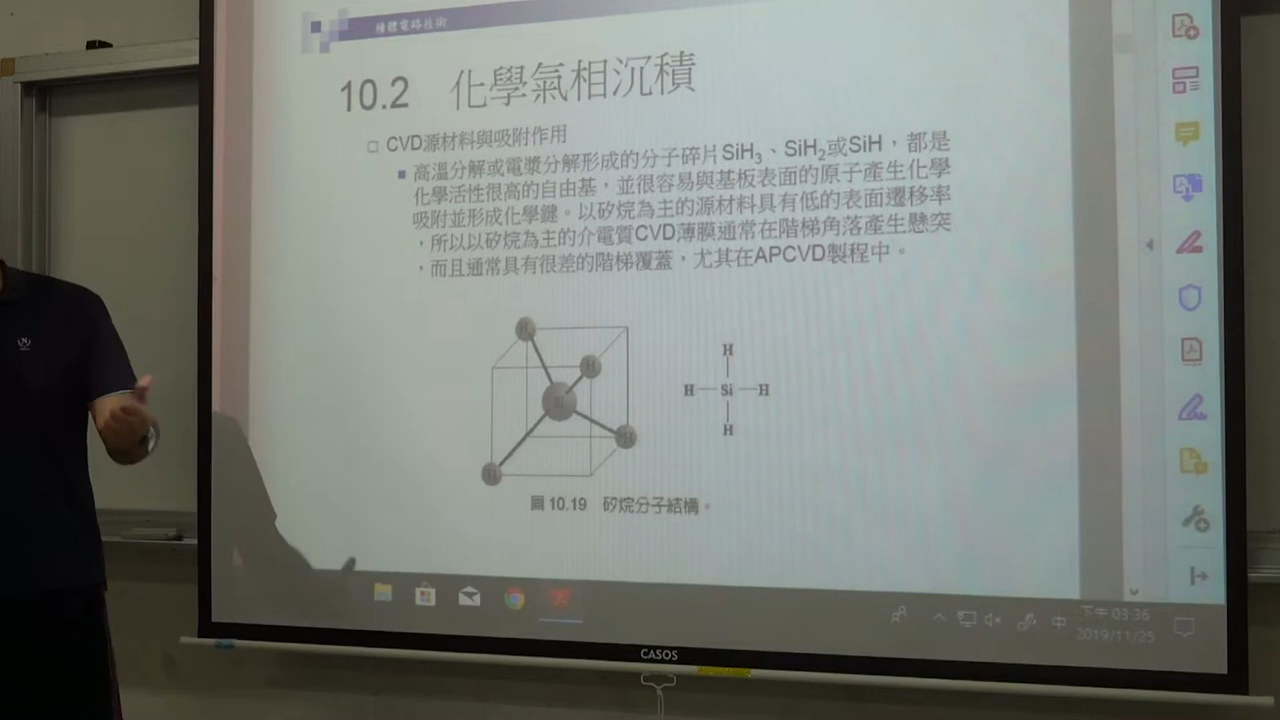 積體電路技術
10.2 化學氣相沉積
CVD源材料與吸附作用
高溫分解或電漿分解形成的分子碎片SiH₃、SiH₂或SiH，都是
化學活性很高的自由基，並很容易與基板表面的原子產生化學
吸附並形成化學鍵。以矽烷為主的源材料具有低的表面遷移率
，所以以矽烷為主的介電質CVD薄膜通常在階梯角落產生懸突
，而且通常具有很差的階梯覆蓋，尤其在APCVD製程中。
H
H Si H
H
H
H
Si
H
H
圖 10.19 矽烷分子結構。
中
下午 03:36
2019/11/25
CASOS